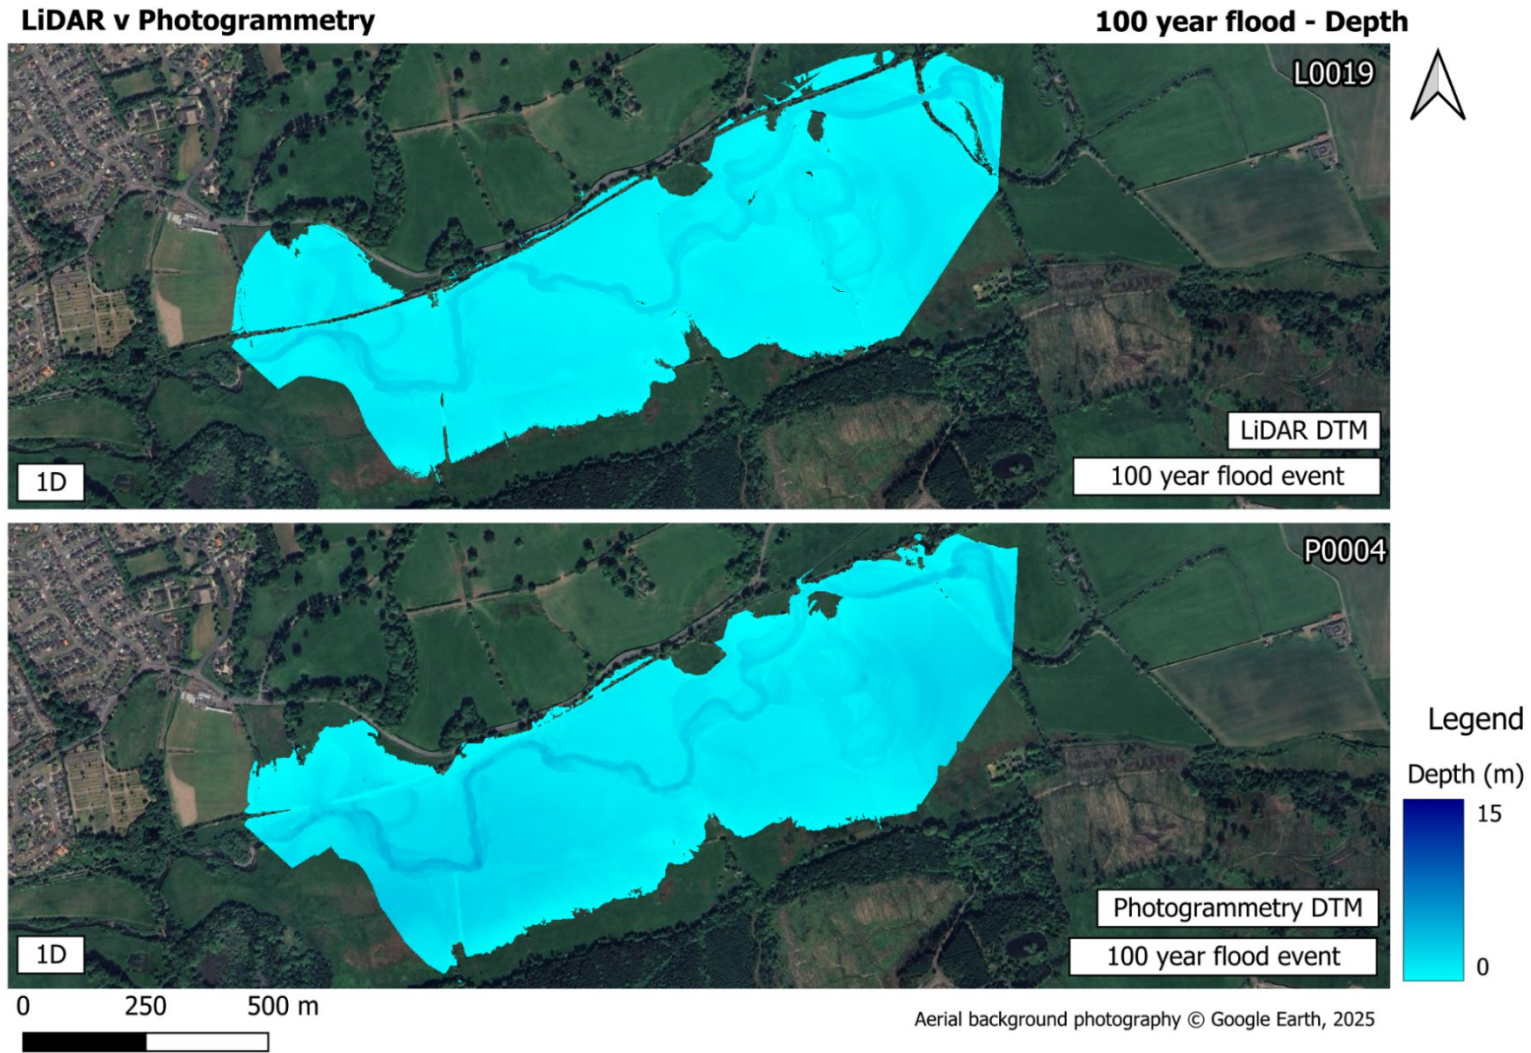 LiDAR v Photogrammetry
100 year flood - Depth
L0019
LiDAR DTM
100 year flood event
1D
P0004
Photogrammetry DTM
100 year flood event
1D
Legend
Depth (m)
15
0
0 250 500 m
Aerial background photography © Google Earth, 2025